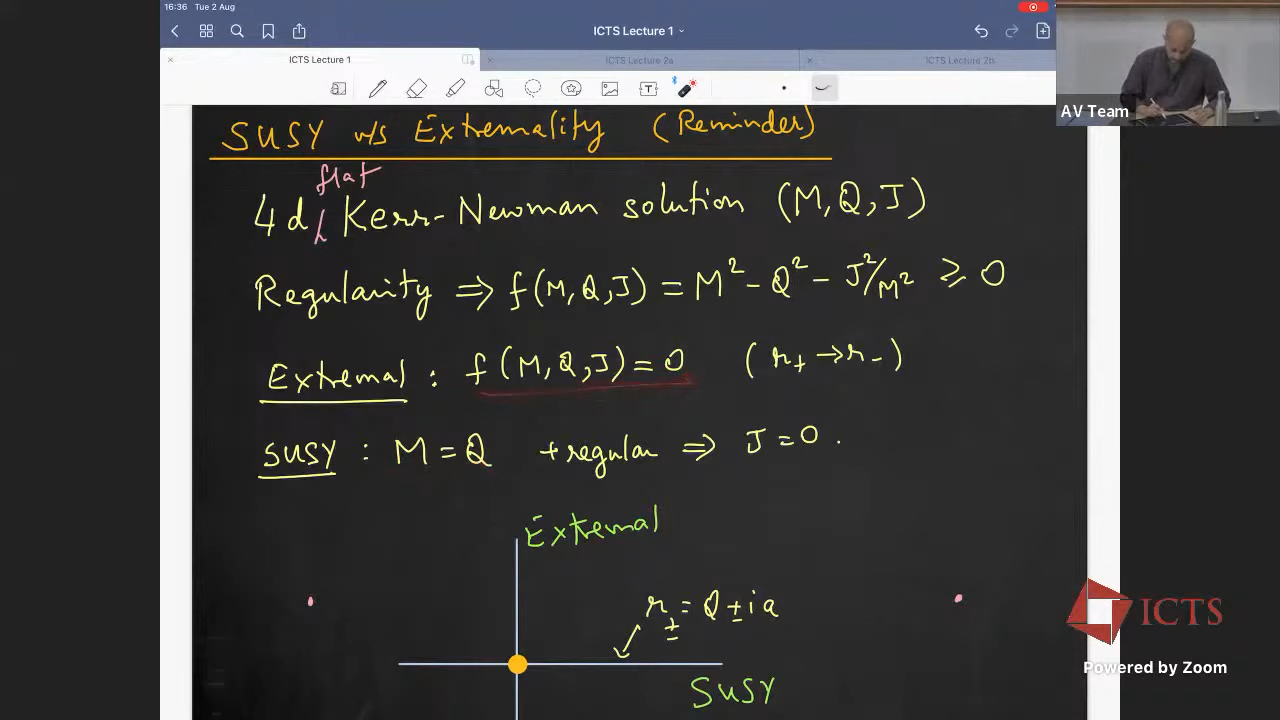 16:36 Tue 2 Aug
ICTS Lecture 1
ICTS Lecture 1
ICTS Lecture 2a
ICTS Lecture 2b
AV Team
SUSY v/s Extremality (Reminder)
flat
4d Kerr-Newman solution (M, Q, J)
Regularity ⇒ f(M, Q, J) = M² - Q² - J²/M² ≥ 0
Extremal : f(M, Q, J) = 0 (r₊ → r₋)
SUSY : M = Q + regular ⇒ J = 0.
Extremal
r± = Q ± ia
SUSY
ICTS
Powered by Zoom